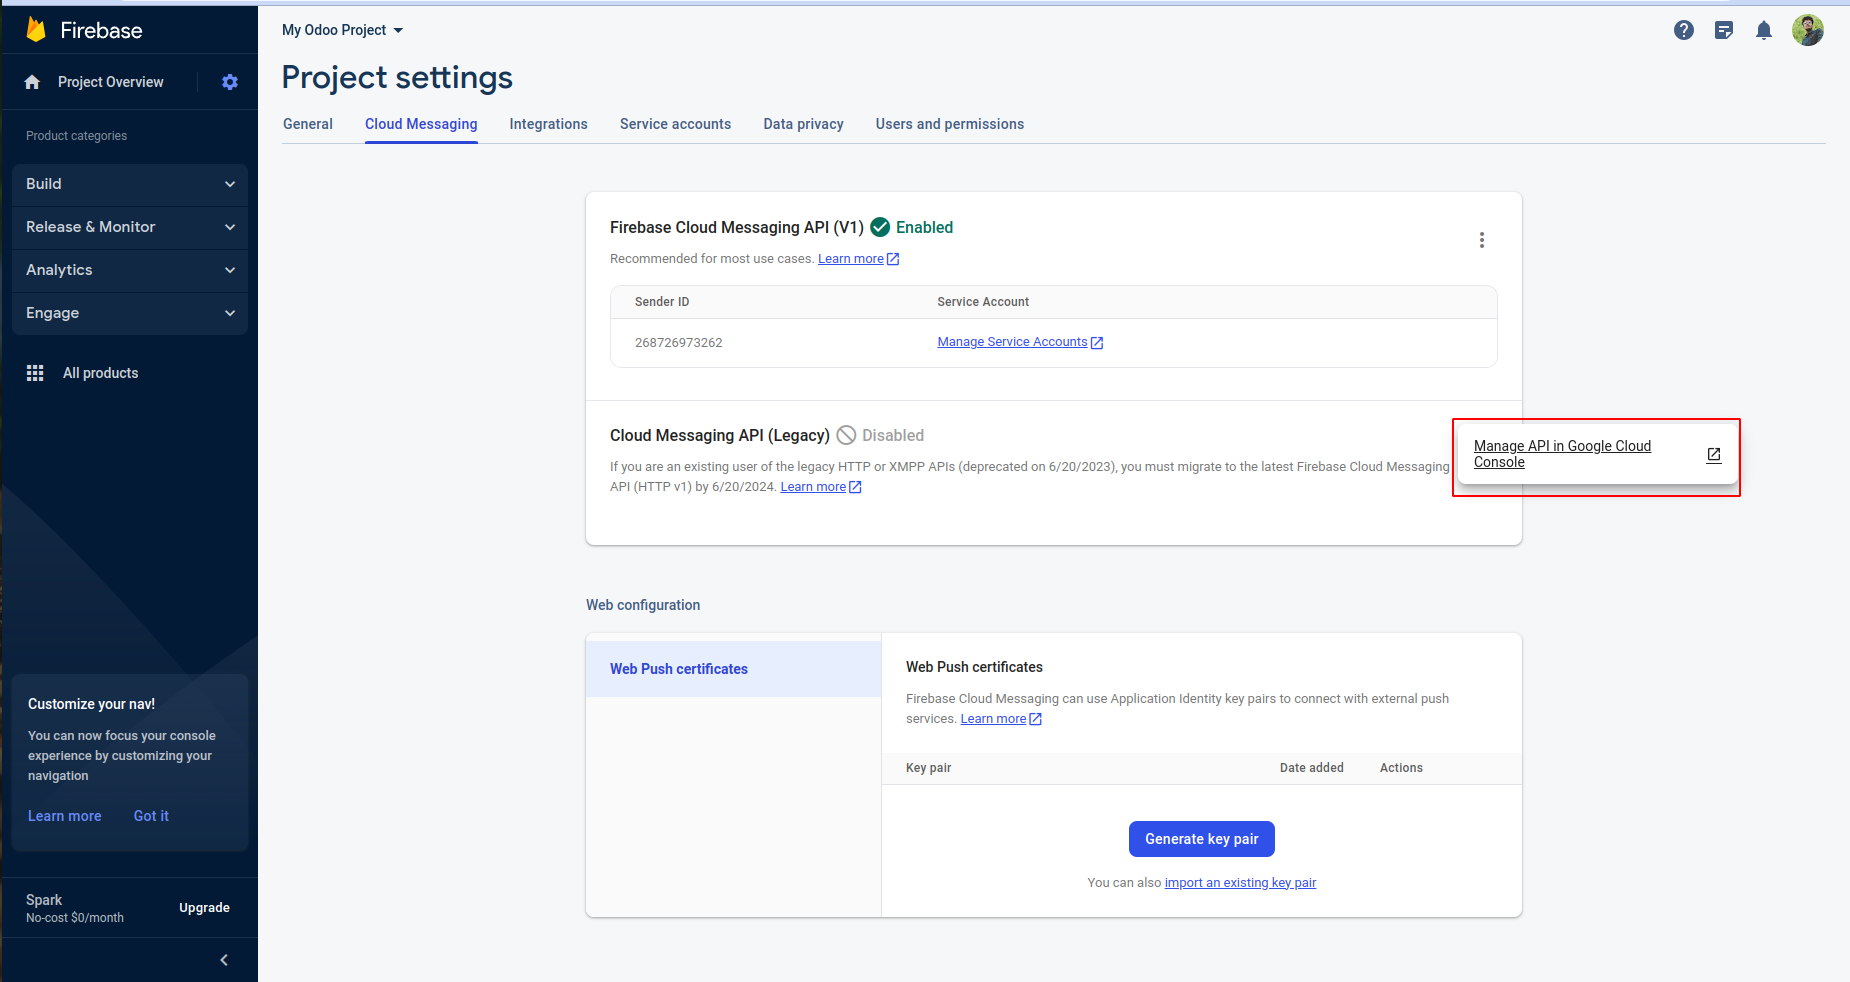 Firebase
Project Overview
Product categories
Build
Release & Monitor
Analytics
Engage
All products
Customize your nav!
You can now focus your console
experience by customizing your
navigation
Learn more Got it
Spark
No-cost $0/month
Upgrade
My Odoo Project
Project settings
General Cloud Messaging Integrations Service accounts Data privacy Users and permissions
Firebase Cloud Messaging API (V1) Enabled
Recommended for most use cases. Learn more
Sender ID Service Account
268726973262 Manage Service Accounts
Cloud Messaging API (Legacy) Disabled
If you are an existing user of the legacy HTTP or XMPP APIs (deprecated on 6/20/2023), you must migrate to the latest Firebase Cloud Messaging
API (HTTP v1) by 6/20/2024. Learn more
Manage API in Google Cloud
Console
Web configuration
Web Push certificates
Web Push certificates
Firebase Cloud Messaging can use Application Identity key pairs to connect with external push
services. Learn more
Key pair Date added Actions
Generate key pair
You can also import an existing key pair